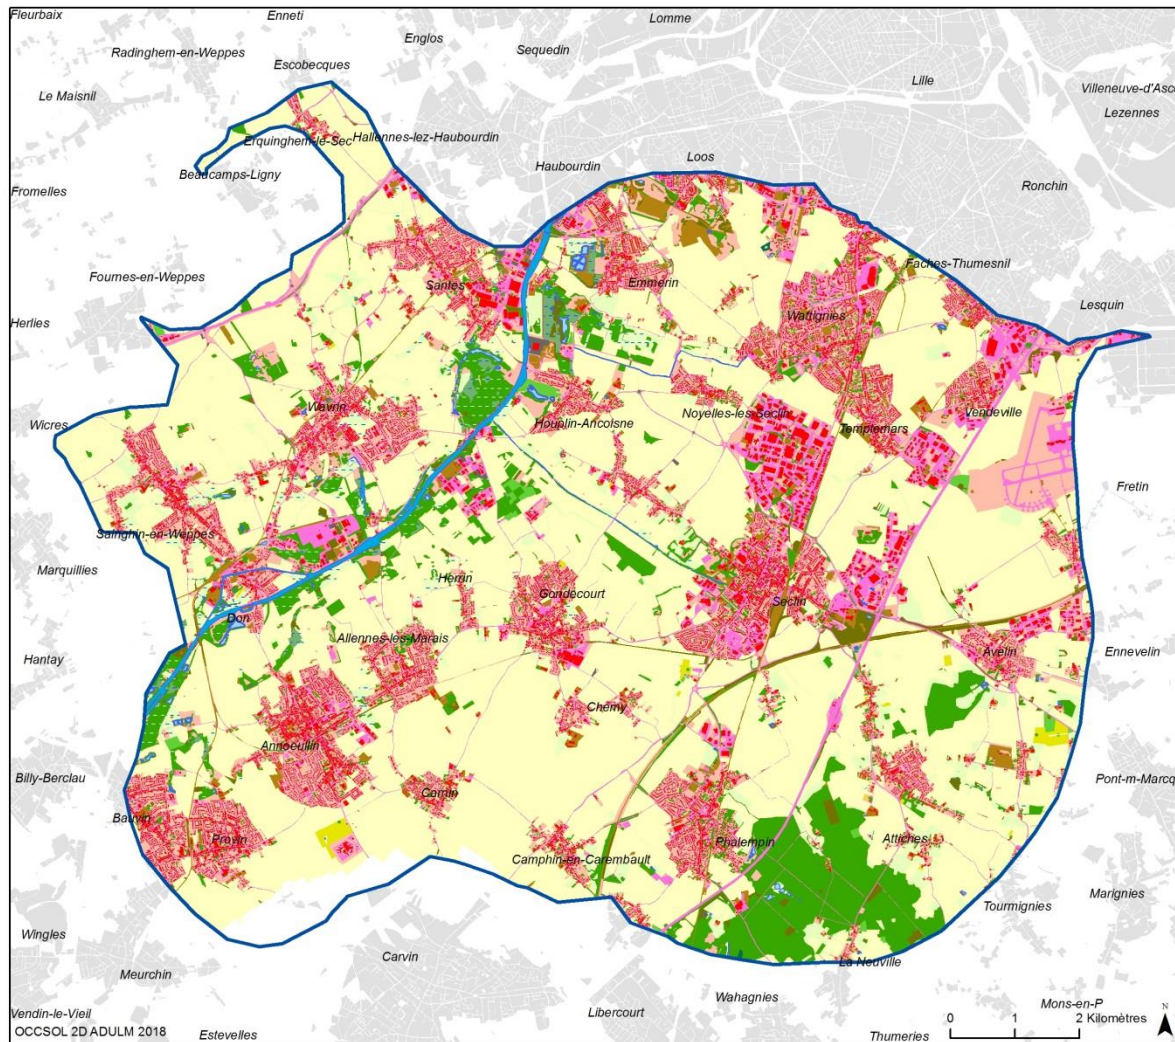 Fleurbaix
Enneti
Lomme
Radinghem-en-Weppes
Englos
Sequedin
Escobecques
Lille
Le Maisnil
Villeneuve-d'Asc
Lezennes
Erquinghem-le-Sec
Hallennes-lez-Haubourdin
Haubourdin
Loos
Beaucamps-Ligny
Ronchin
Fromelles
Fournes-en-Weppes
Faches-Thumesnil
Santes
Emmerin
Lesquin
Herlies
Wattignies
Wavrin
Noyelles-les-Seclin
Vendeville
Wicres
Houplin-Ancoisne
Templemars
Fretin
Sainghin-en-Weppes
Marquillies
Herrin
Gondecourt
Seclin
Don
Allennes-les-Marais
Hantay
Avelin
Ennevelin
Chemy
Annoeullin
Billy-Berclau
Pont-m-Marcq
Carnin
Bauvin
Provin
Phalempin
Attiches
Camphin-en-Carembault
Marignies
Tourmignies
Wingles
Carvin
La Neuville
Meurchin
Wahagnies
Mons-en-P
Vendin-le-Vieil
Libercourt
N
0 1 2 Kilomètres
OCCSOL 2D ADULM 2018
Estevelles
Thumeries